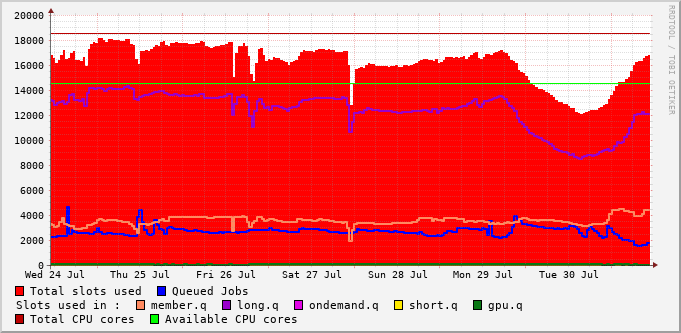 20000
18000
16000
14000
12000
10000
8000
6000
4000
2000
0
Wed 24 Jul Thu 25 Jul Fri 26 Jul Sat 27 Jul Sun 28 Jul Mon 29 Jul Tue 30 Jul
Total slots used Queued Jobs
Slots used in : member.q long.q ondemand.q short.q gpu.q
Total CPU cores Available CPU cores
RRDTOOL / TOBI OETIKER